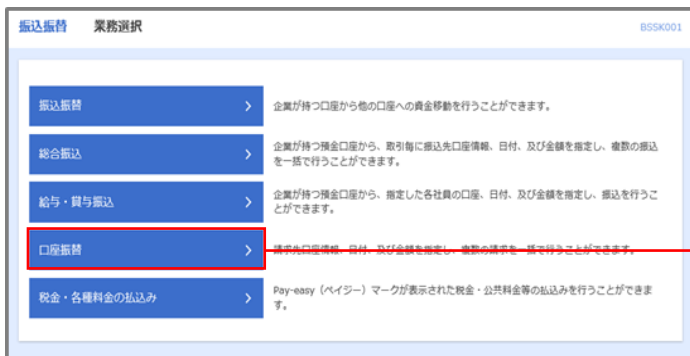 振込振替 業務選択 BSSK001
振込振替 企業が持つ口座から他の口座への資金移動を行うことができます。
総合振込 企業が持つ預金口座から、取引毎に振込先口座情報、日付、及び金額を指定し、複数の振込
を一括で行うことができます。
給与・賞与振込 企業が持つ預金口座から、指定した各社員の口座、日付、及び金額を指定し、振込を行うこ
とができます。
口座振替 請求先口座情報、日付、及び金額を指定し、複数の請求を一括で行うことができます。
税金・各種料金の払込み Pay-easy（ペイジー）マークが表示された税金・公共料金等の払込みを行うことができま
す。